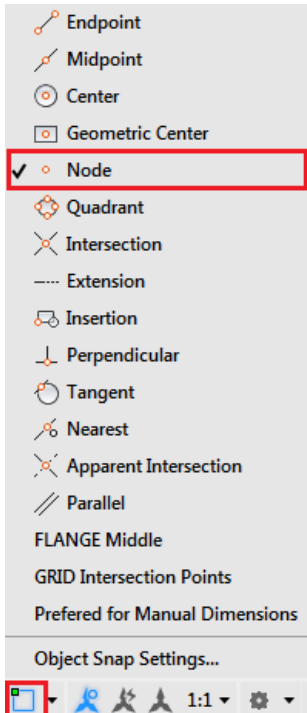 Endpoint
Midpoint
Center
Geometric Center
Node
Quadrant
Intersection
Extension
Insertion
Perpendicular
Tangent
Nearest
Apparent Intersection
Parallel
FLANGE Middle
GRID Intersection Points
Prefered for Manual Dimensions
Object Snap Settings...
1:1